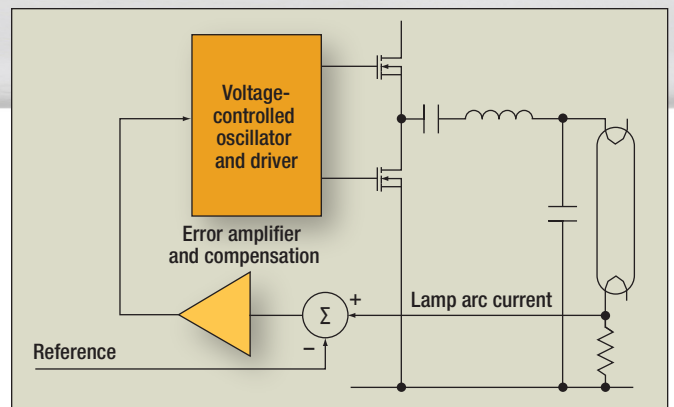 Voltage-
controlled
oscillator
and driver
Error amplifier
and compensation
Σ
+
−
Lamp arc current
Reference